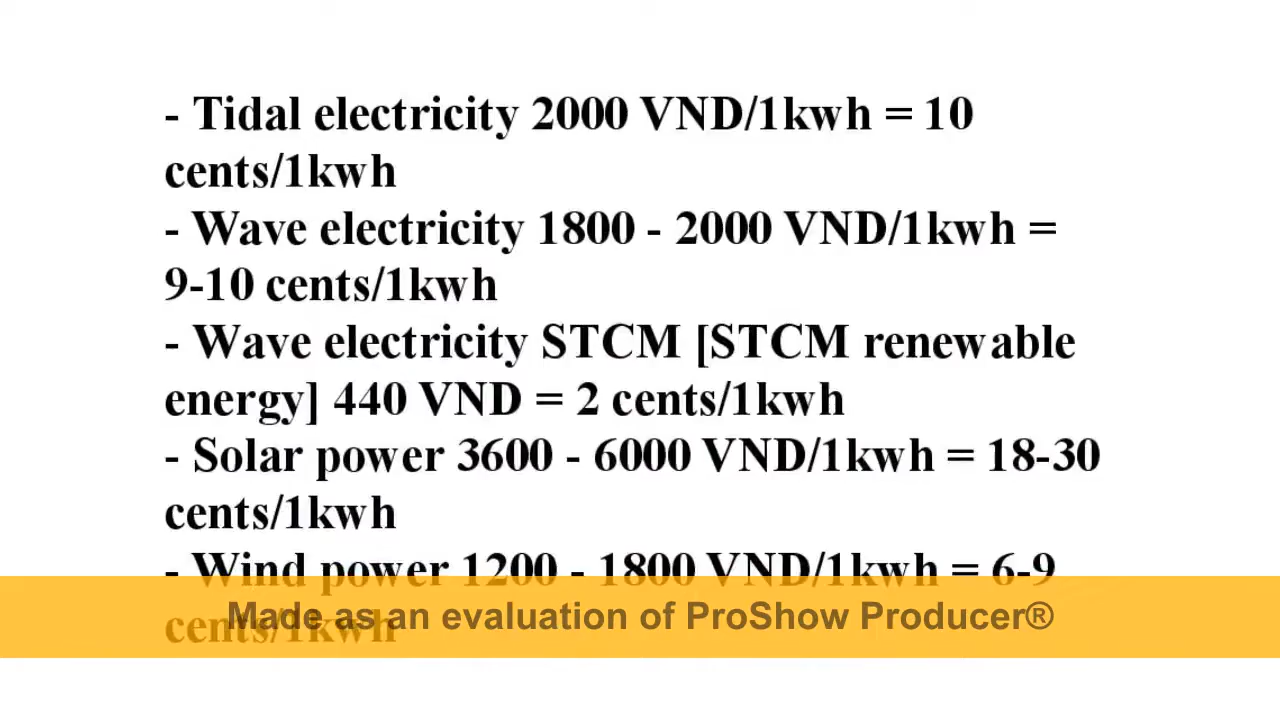 - Tidal electricity 2000 VND/1kwh = 10
cents/1kwh
- Wave electricity 1800 - 2000 VND/1kwh =
9-10 cents/1kwh
- Wave electricity STCM [STCM renewable
energy] 440 VND = 2 cents/1kwh
- Solar power 3600 - 6000 VND/1kwh = 18-30
cents/1kwh
- Wind power 1200 - 1800 VND/1kwh = 6-9
cents/1kwh
Made as an evaluation of ProShow Producer®